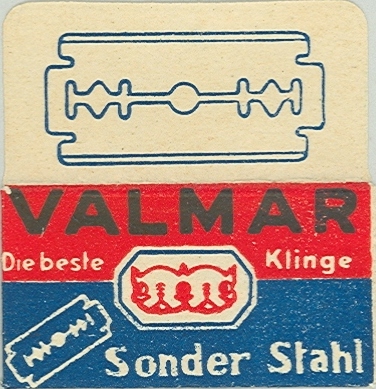 VALMAR
Die beste Klinge
Sonder Stahl